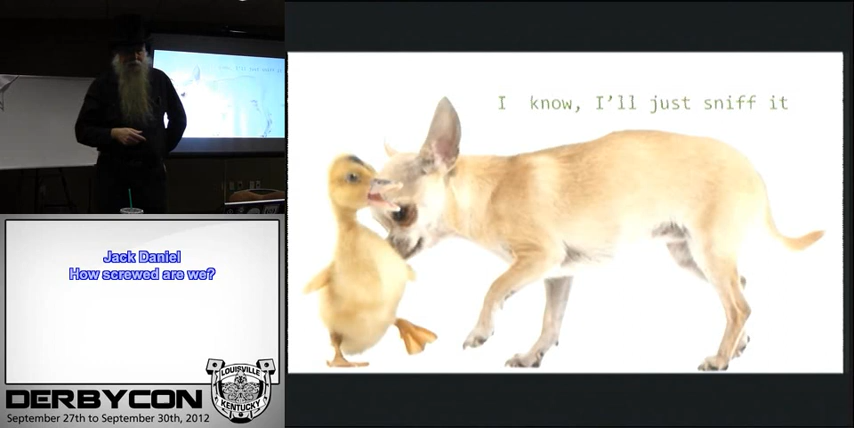 I know, I'll just sniff it
Jack Daniel
How screwed are we?
LOUISVILLE
KENTUCKY
DERBYCON
September 27th to September 30th, 2012